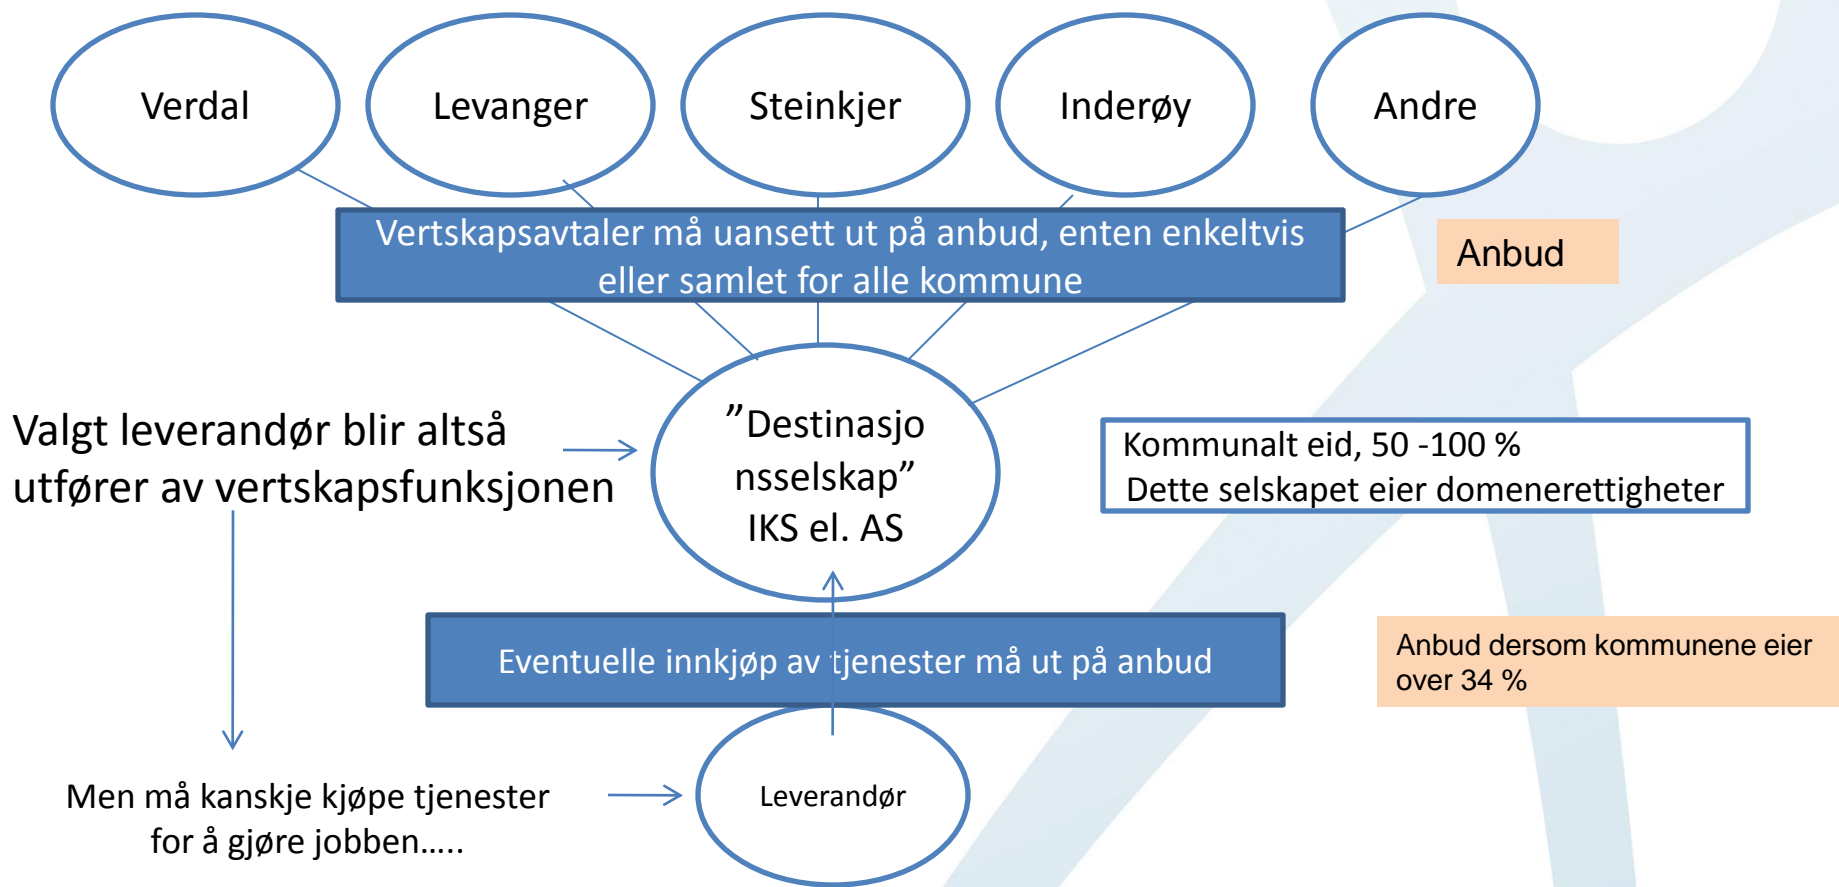 Verdal
Levanger
Steinkjer
Inderøy
Andre
Vertskapsavtaler må uansett ut på anbud, enten enkeltvis
eller samlet for alle kommune
Anbud
Valgt leverandør blir altså
utfører av vertskapsfunksjonen
”Destinasjo
nsselskap”
IKS el. AS
Kommunalt eid, 50 -100 %
Dette selskapet eier domenerettigheter
Eventuelle innkjøp av tjenester må ut på anbud
Anbud dersom kommunene eier
over 34 %
Men må kanskje kjøpe tjenester
for å gjøre jobben…..
Leverandør